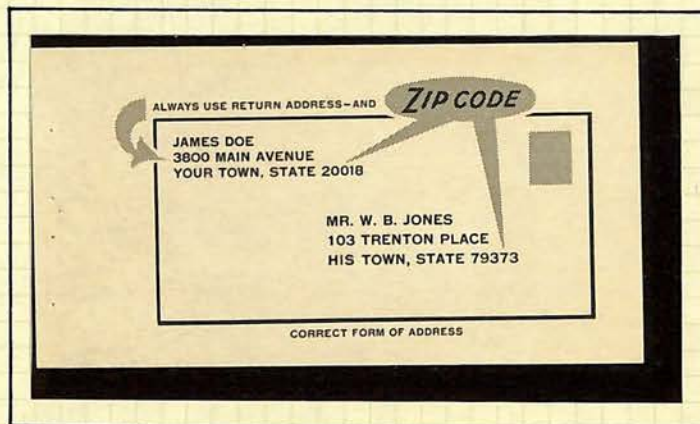 ALWAYS USE RETURN ADDRESS-AND ZIP CODE
JAMES DOE
3800 MAIN AVENUE
YOUR TOWN, STATE 20018
MR. W. B. JONES
103 TRENTON PLACE
HIS TOWN, STATE 79373
CORRECT FORM OF ADDRESS